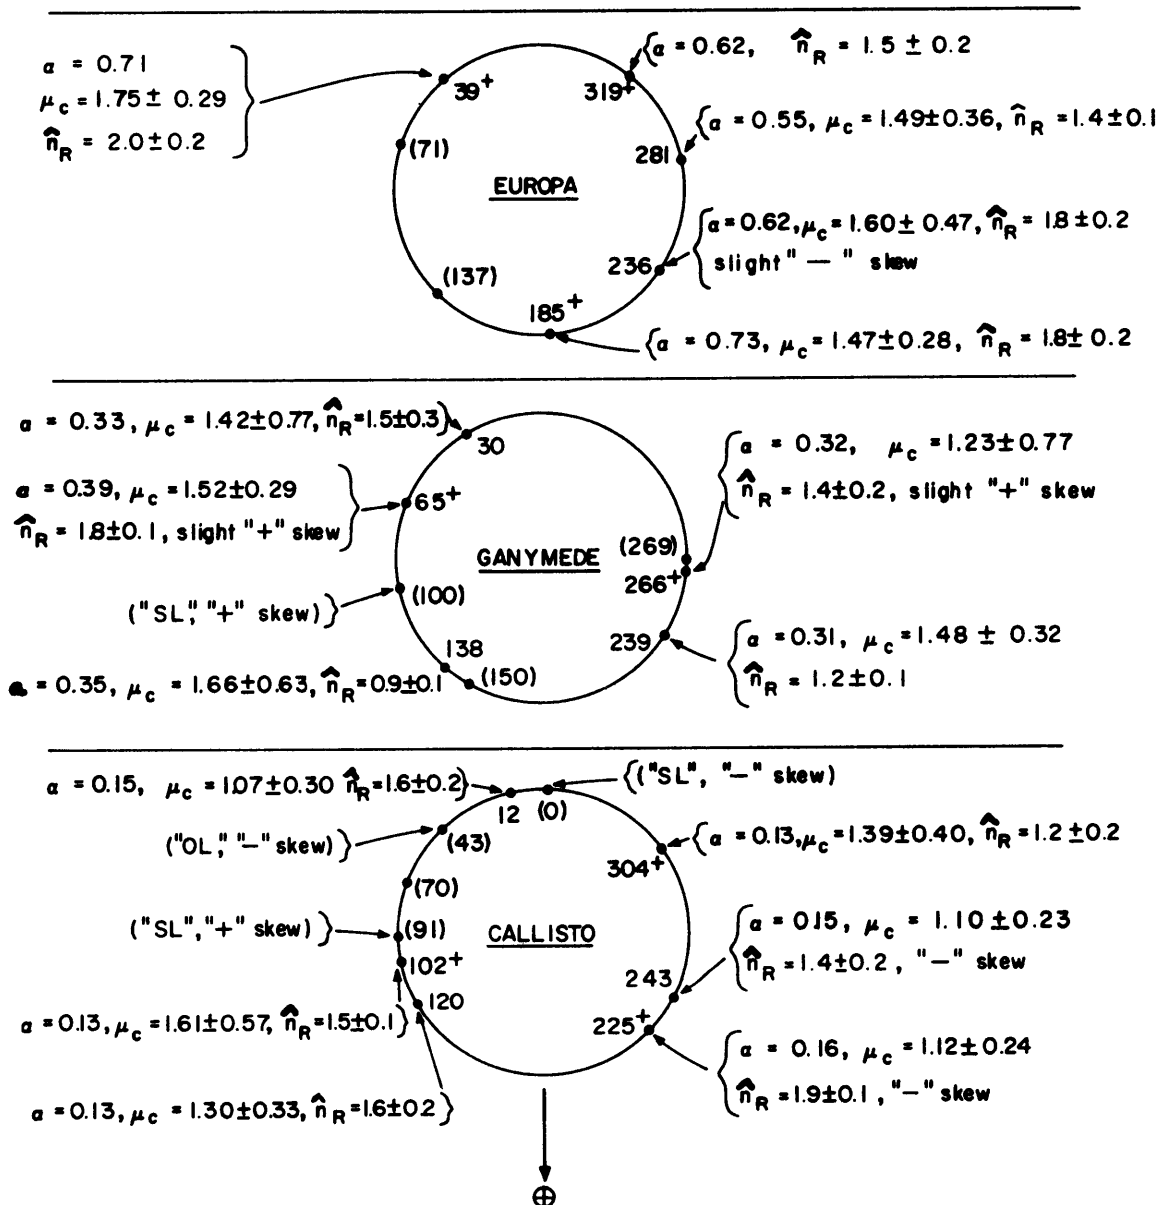 α = 0.71
μc = 1.75 ± 0.29
n̂R = 2.0 ± 0.2
39+
(71)
(137)
EUROPA
319+
{α = 0.62, n̂R = 1.5 ± 0.2
281
{α = 0.55, μc = 1.49±0.36, n̂R = 1.4±0.1
236
α = 0.62, μc = 1.60 ± 0.47, n̂R = 1.8 ± 0.2
slight "—" skew
185+
{α = 0.73, μc = 1.47±0.28, n̂R = 1.8± 0.2
α = 0.33, μc = 1.42±0.77, n̂R = 1.5±0.3}
30
α = 0.39, μc = 1.52±0.29
n̂R = 1.8±0.1, slight "+" skew
65+
("SL," "+" skew)}
(100)
138
(150)
α = 0.35, μc = 1.66±0.63, n̂R = 0.9±0.1
GANYMEDE
(269)
266+
α = 0.32, μc = 1.23±0.77
n̂R = 1.4±0.2, slight "+" skew
239
α = 0.31, μc = 1.48 ± 0.32
n̂R = 1.2±0.1
α = 0.15, μc = 1.07±0.30 n̂R = 1.6±0.2}
12
(0)
{("SL", "—" skew)
("OL," "—" skew)}
(43)
(70)
("SL", "+" skew)}
(91)
102+
120
α = 0.13, μc = 1.61±0.57, n̂R = 1.5±0.1}
α = 0.13, μc = 1.30±0.33, n̂R = 1.6±0.2}
CALLISTO
304+
{α = 0.13, μc = 1.39±0.40, n̂R = 1.2 ±0.2
243
α = 0.15, μc = 1.10 ±0.23
n̂R = 1.4±0.2, "—" skew
225+
α = 0.16, μc = 1.12±0.24
n̂R = 1.9±0.1, "—" skew
⊕